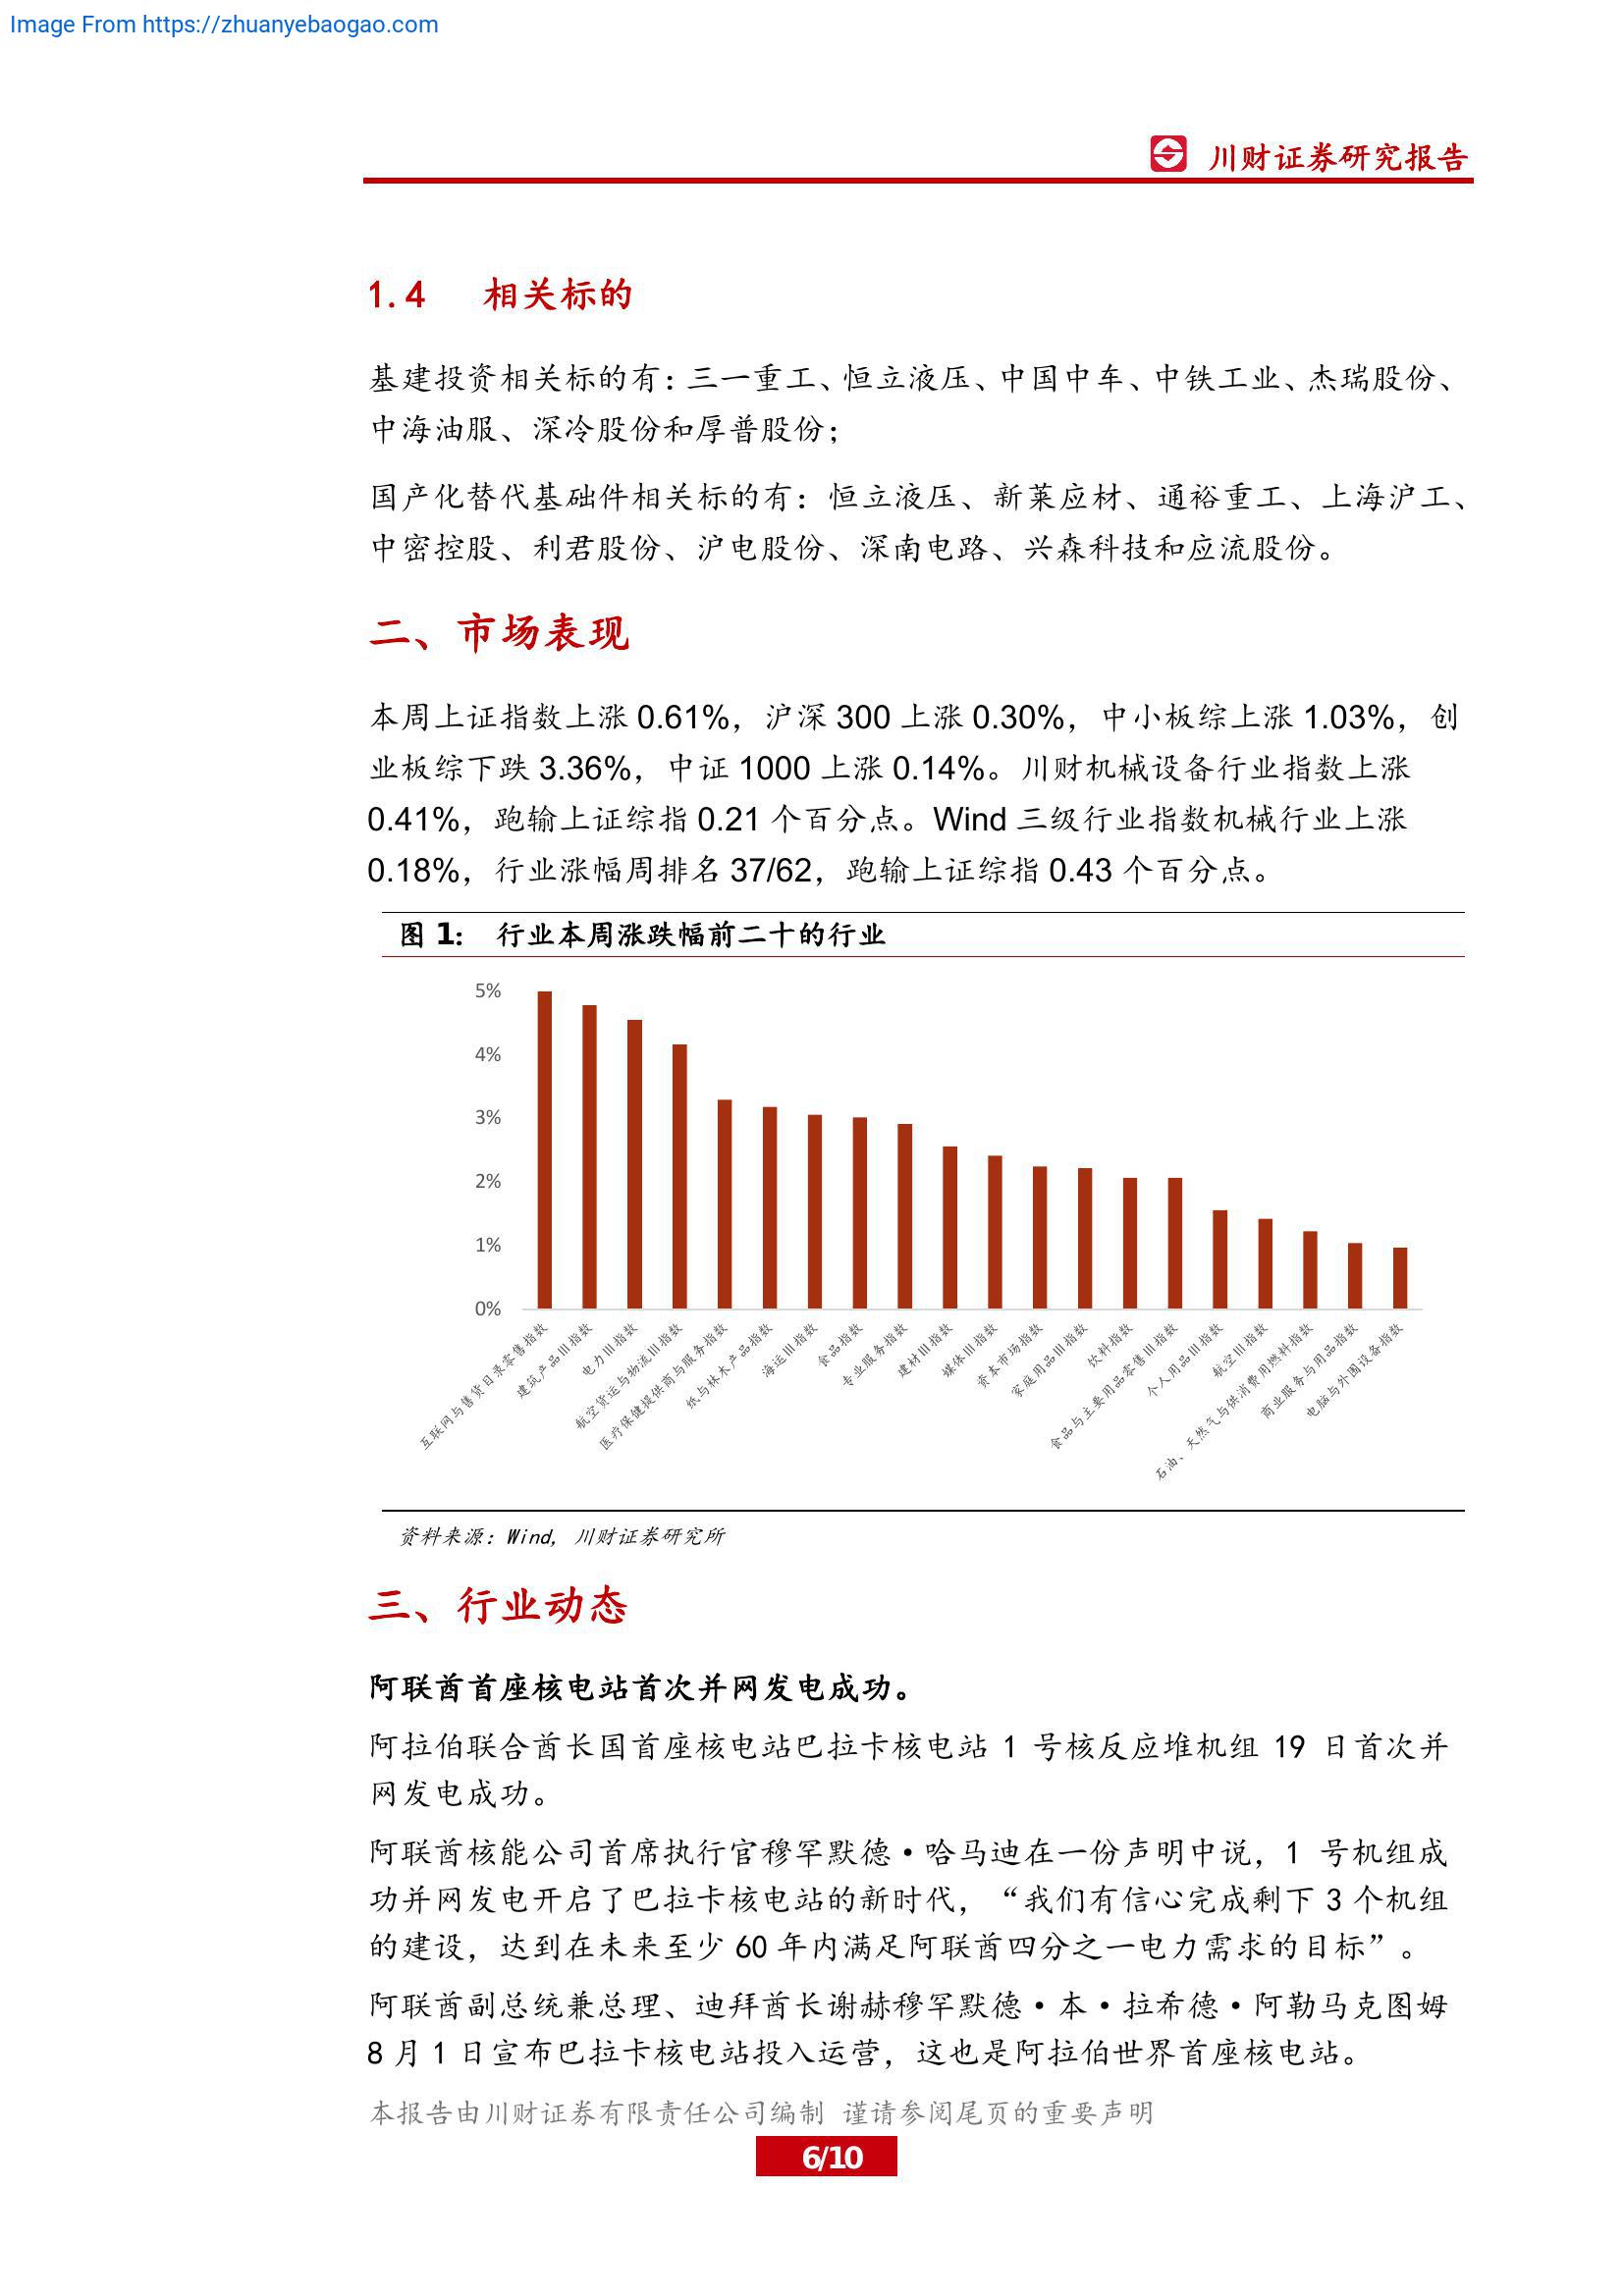 Image From https://zhuanyebaogao.com
川财证券研究报告
1.4 相关标的
基建投资相关标的有：三一重工、恒立液压、中国中车、中铁工业、杰瑞股份、
中海油服、深冷股份和厚普股份；
国产化替代基础件相关标的有：恒立液压、新莱应材、通裕重工、上海沪工、
中密控股、利君股份、沪电股份、深南电路、兴森科技和应流股份。
二、市场表现
本周上证指数上涨 0.61%，沪深 300 上涨 0.30%，中小板综上涨 1.03%，创
业板综下跌 3.36%，中证 1000 上涨 0.14%。川财机械设备行业指数上涨
0.41%，跑输上证综指 0.21 个百分点。Wind 三级行业指数机械行业上涨
0.18%，行业涨幅周排名 37/62，跑输上证综指 0.43 个百分点。
图 1： 行业本周涨跌幅前二十的行业
5%
4%
3%
2%
1%
0%
互联网与售货目录零售指数
建筑产品III指数
电力III指数
航空货运与物流III指数
医疗保健提供商与服务指数
纸与林木产品指数
海运III指数
食品指数
专业服务指数
建材III指数
媒体III指数
资本市场指数
家庭用品III指数
饮料指数
食品与主要用品零售III指数
个人用品III指数
航空III指数
石油、天然气与供消费用燃料指数
商业服务与用品指数
电脑与外围设备指数
资料来源：Wind，川财证券研究所
三、行业动态
阿联酋首座核电站首次并网发电成功。
阿拉伯联合酋长国首座核电站巴拉卡核电站 1 号核反应堆机组 19 日首次并
网发电成功。
阿联酋核能公司首席执行官穆罕默德·哈马迪在一份声明中说，1 号机组成
功并网发电开启了巴拉卡核电站的新时代，“我们有信心完成剩下 3 个机组
的建设，达到在未来至少 60 年内满足阿联酋四分之一电力需求的目标”。
阿联酋副总统兼总理、迪拜酋长谢赫穆罕默德·本·拉希德·阿勒马克图姆
8 月 1 日宣布巴拉卡核电站投入运营，这也是阿拉伯世界首座核电站。
本报告由川财证券有限责任公司编制 谨请参阅尾页的重要声明
6/10